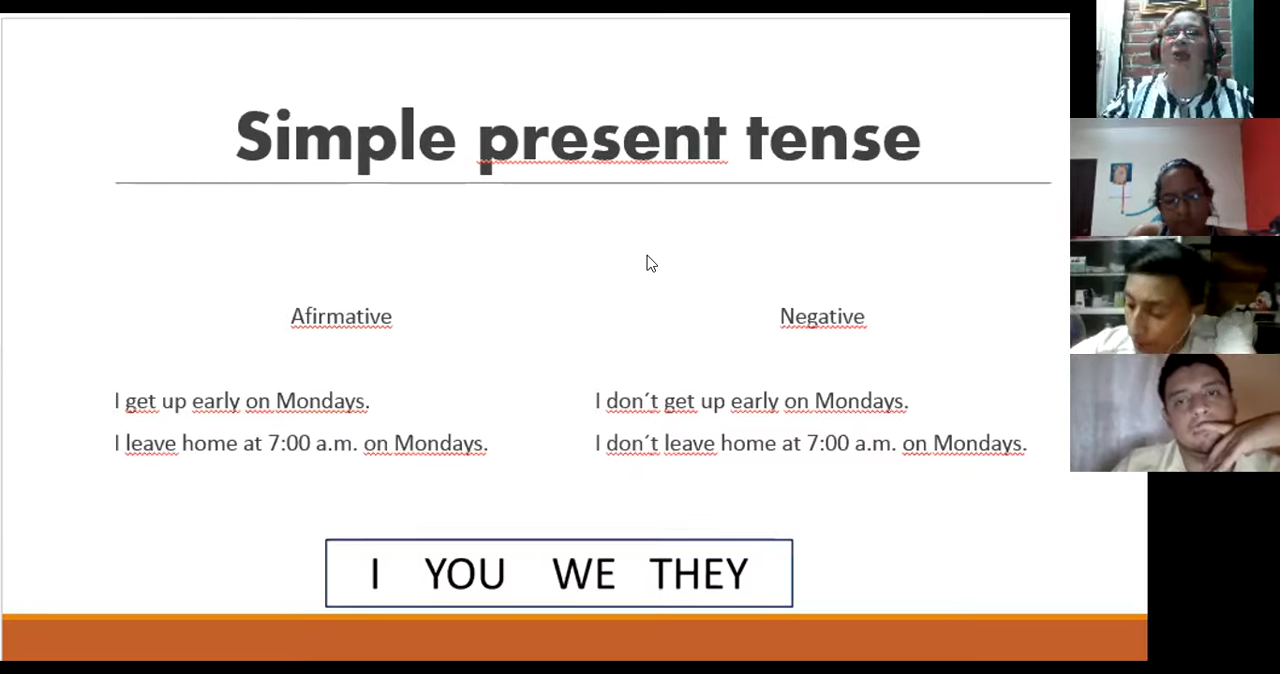 Simple present tense
Afirmative
Negative
I get up early on Mondays.
I don´t get up early on Mondays.
I leave home at 7:00 a.m. on Mondays.
I don´t leave home at 7:00 a.m. on Mondays.
I YOU WE THEY